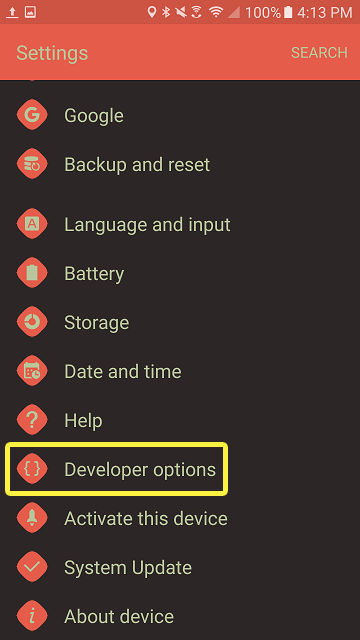 100% 4:13 PM
Settings SEARCH
Google
Backup and reset
Language and input
Battery
Storage
Date and time
Help
Developer options
Activate this device
System Update
About device